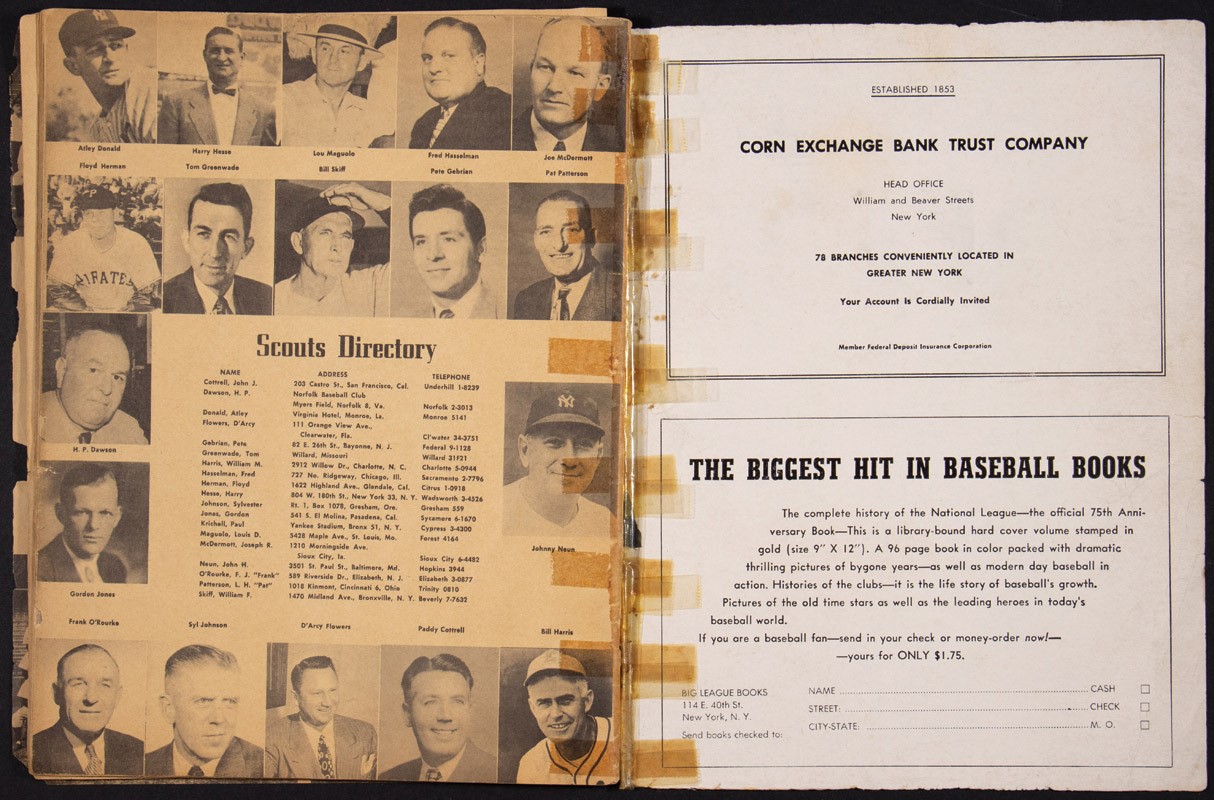 Atley Donald
Harry Hesse
Lou Maguolo
Fred Hasselman
Joe McDermott
Floyd Herman
Tom Greenwade
Bill Skiff
Pete Gebrian
Pat Patterson
PIRATES
Scouts Directory
NAME ADDRESS TELEPHONE
Cottrell, John J. 203 Castro St., San Francisco, Cal. Underhill 1-8239
Dawson, H. P. Norfolk Baseball Club
Myers Field, Norfolk 8, Va. Norfolk 2-3013
Donald, Atley Virginia Hotel, Monroe, La. Monroe 5141
Flowers, D'Arcy 111 Orange View Ave.,
Clearwater, Fla. Cl'water 34-3751
Gebrian, Pete 82 E. 26th St., Bayonne, N. J. Federal 9-1128
Greenwade, Tom Willard, Missouri Willard 31F21
Harris, William M. 2912 Willow Dr., Charlotte, N. C. Charlotte 5-0944
Hasselman, Fred 727 No. Ridgeway, Chicago, Ill. Sacramento 2-7796
Herman, Floyd 1622 Highland Ave., Glendale, Cal. Citrus 1-0918
Hesse, Harry 804 W. 180th St., New York 33, N. Y. Wadsworth 3-4526
Johnson, Sylvester Rt. 1, Box 1078, Gresham, Ore. Gresham 559
Jones, Gordon 541 S. El Molina, Pasadena, Cal. Sycamore 6-1670
Krichell, Paul Yankee Stadium, Bronx 51, N. Y. Cypress 3-4300
Maguolo, Louis D. 5428 Maple Ave., St. Louis, Mo. Forest 4164
McDermott, Joseph R. 1210 Morningside Ave.
Sioux City, Ia. Sioux City 6-4482
Neun, John H. 3501 St. Paul St., Baltimore, Md. Hopkins 3944
O'Rourke, F. J. "Frank" 589 Riverside Dr., Elizabeth, N. J. Elizabeth 3-0877
Patterson, L. H. "Pat" 1018 Kinmont, Cincinnati 6, Ohio Trinity 0810
Skiff, William F. 1470 Midland Ave., Bronxville, N. Y. Beverly 7-7632
H. P. Dawson
Gordon Jones
Johnny Neun
Frank O'Rourke
Syl Johnson
D'Arcy Flowers
Paddy Cottrell
Bill Harris
ESTABLISHED 1853
CORN EXCHANGE BANK TRUST COMPANY
HEAD OFFICE
William and Beaver Streets
New York
78 BRANCHES CONVENIENTLY LOCATED IN
GREATER NEW YORK
Your Account Is Cordially Invited
Member Federal Deposit Insurance Corporation
THE BIGGEST HIT IN BASEBALL BOOKS
The complete history of the National League—the official 75th Anni-
versary Book—This is a library-bound hard cover volume stamped in
gold (size 9" X 12"). A 96 page book in color packed with dramatic
thrilling pictures of bygone years—as well as modern day baseball in
action. Histories of the clubs—it is the life story of baseball's growth.
Pictures of the old time stars as well as the leading heroes in today's
baseball world.
If you are a baseball fan—send in your check or money-order now!—
—yours for ONLY $1.75.
BIG LEAGUE BOOKS
114 E. 40th St.
New York, N. Y.
Send books checked to:
NAME CASH
STREET: CHECK
CITY-STATE: M. O.